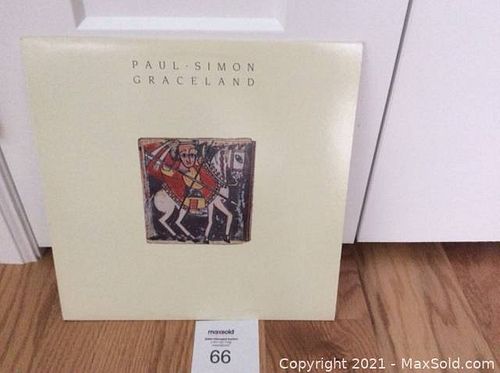 PAUL · SIMON
GRACELAND
maxsold
66
Copyright 2021 - MaxSold.com